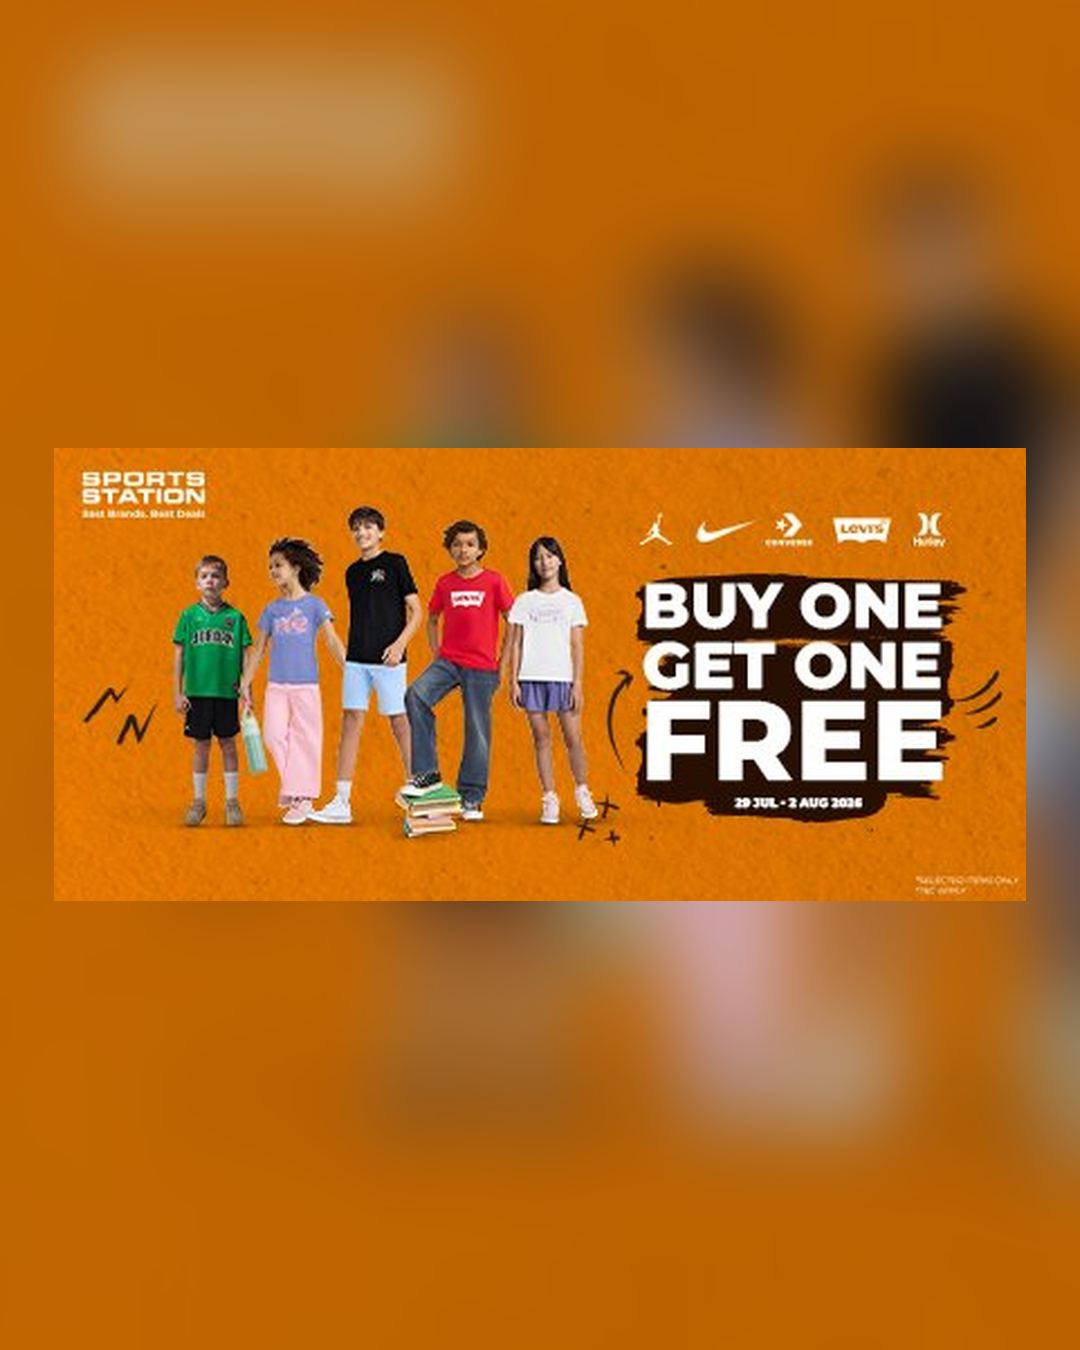 SPORTS
STATION
Best Brands. Best Deals
CONVERSE
LEVI'S
Hurley
LEVI'S
BUY ONE
GET ONE
FREE
29 JUL - 2 AUG 2026
*SELECTED ITEMS ONLY
*T&C APPLY